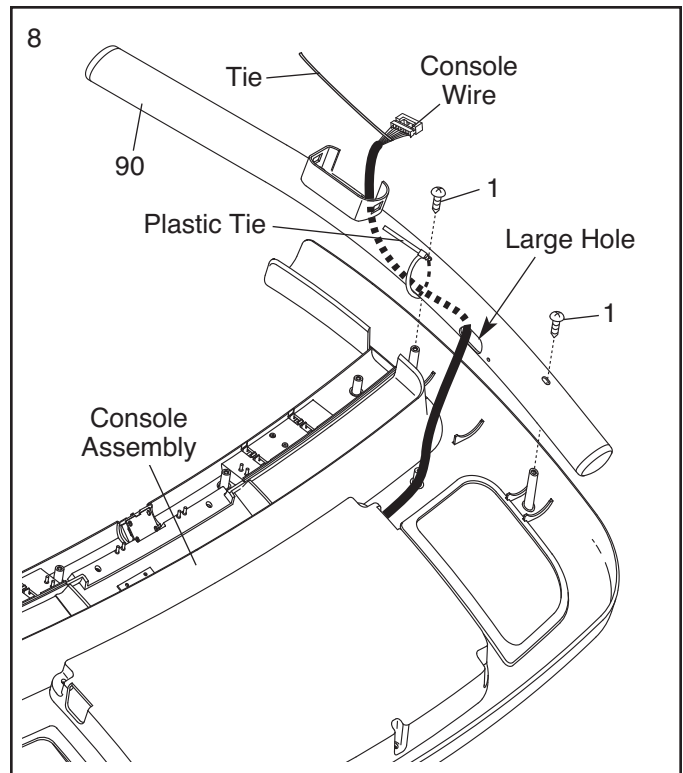 8
Tie
Console
Wire
90
1
Plastic Tie
Large Hole
1
Console
Assembly